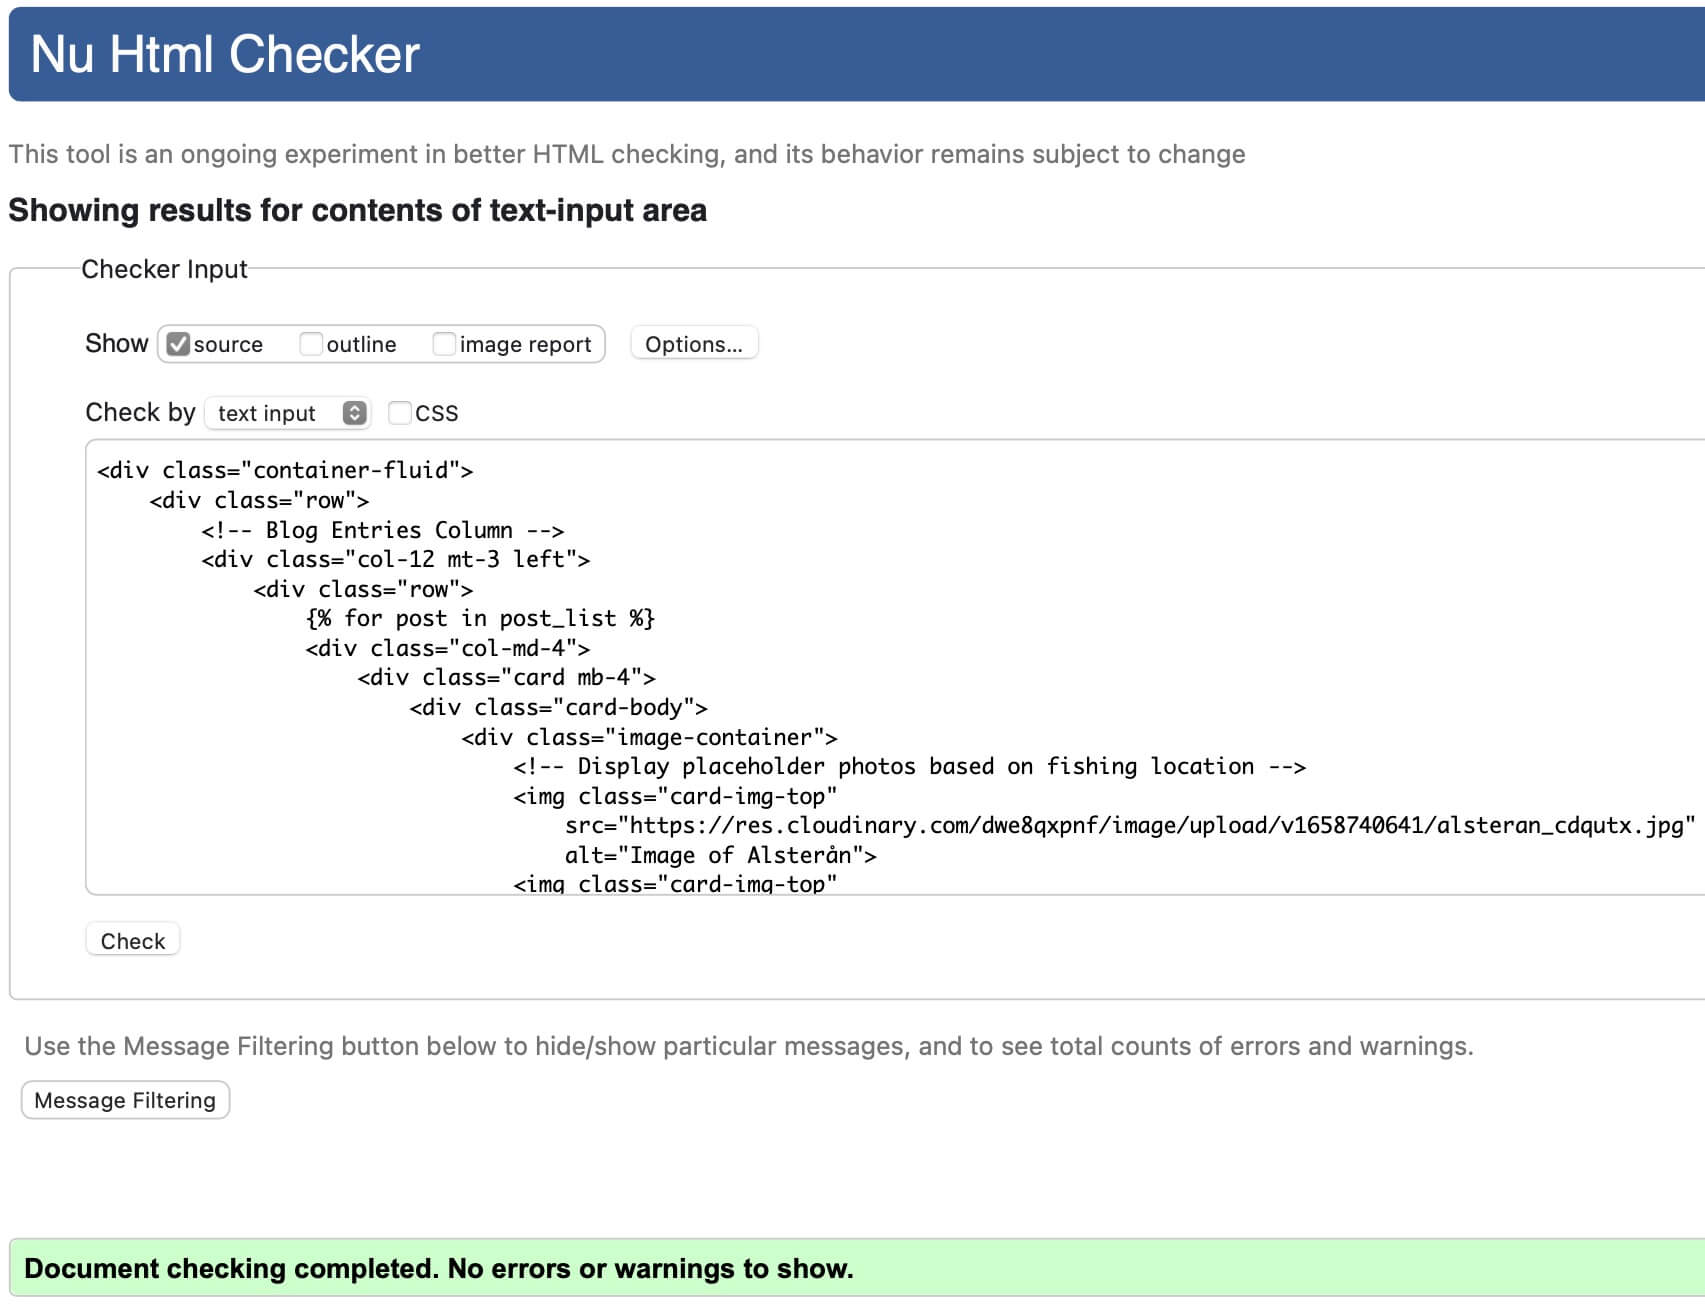 Nu Html Checker
This tool is an ongoing experiment in better HTML checking, and its behavior remains subject to change
Showing results for contents of text-input area
Checker Input
Show source outline image report Options...
Check by text input CSS
<div class="container-fluid">
    <div class="row">
        <!-- Blog Entries Column -->
        <div class="col-12 mt-3 left">
            <div class="row">
                {% for post in post_list %}
                <div class="col-md-4">
                    <div class="card mb-4">
                        <div class="card-body">
                            <div class="image-container">
                                <!-- Display placeholder photos based on fishing location -->
                                <img class="card-img-top"
                                    src="https://res.cloudinary.com/dwe8qxpnf/image/upload/v1658740641/alsteran_cdqutx.jpg"
                                    alt="Image of Alsterån">
                                <img class="card-img-top"
Check
Use the Message Filtering button below to hide/show particular messages, and to see total counts of errors and warnings.
Message Filtering
Document checking completed. No errors or warnings to show.